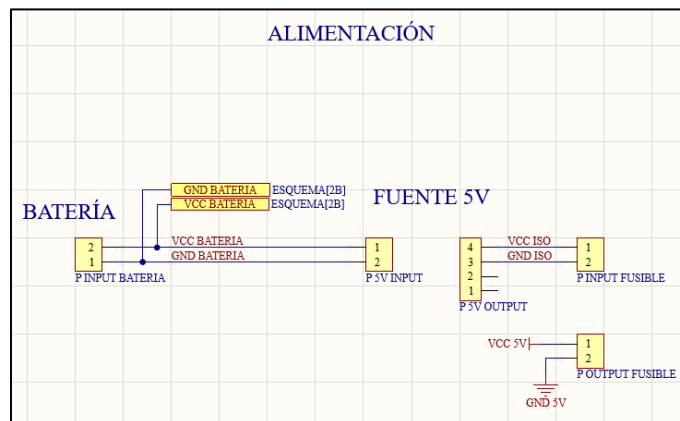 ALIMENTACIÓN
GND BATERIA ESQUEMA[2B]
VCC BATERIA ESQUEMA[2B]
BATERÍA
FUENTE 5V
2 VCC BATERIA 1
1 GND BATERIA 2
P INPUT BATERIA
P 5V INPUT
4 VCC ISO 1
3 GND ISO 2
2
1
P INPUT FUSIBLE
P 5V OUTPUT
VCC 5V 1
2
P OUTPUT FUSIBLE
GND 5V